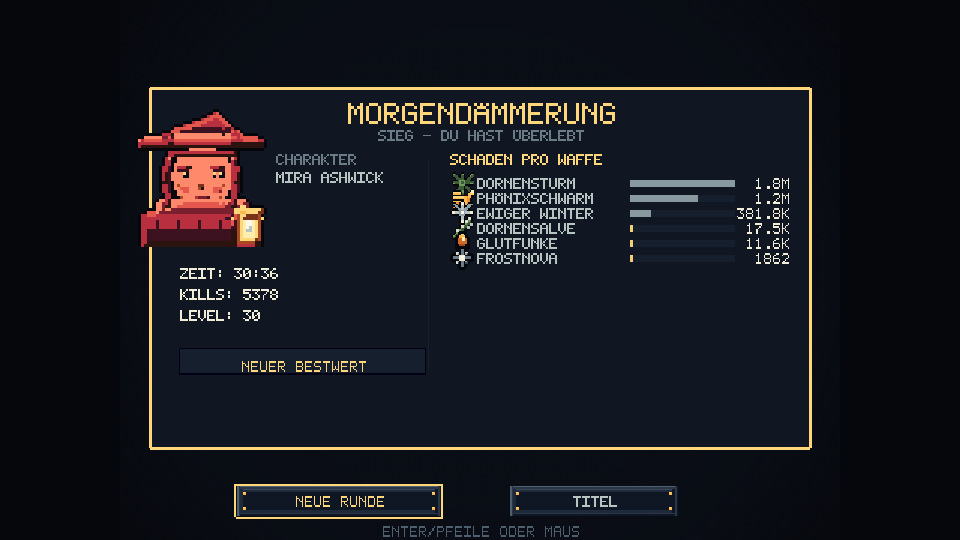 MORGENDÄMMERUNG
SIEG - DU HAST ÜBERLEBT
CHARAKTER
MIRA ASHWICK
ZEIT: 30:36
KILLS: 5378
LEVEL: 30
NEUER BESTWERT
SCHADEN PRO WAFFE
DORNENSTURM 1.8M
PHÖNIXSCHWARM 1.2M
EWIGER WINTER 381.8K
DORNENSALVE 17.5K
GLUTFUNKE 11.6K
FROSTNOVA 1862
NEUE RUNDE
TITEL
ENTER/PFEILE ODER MAUS